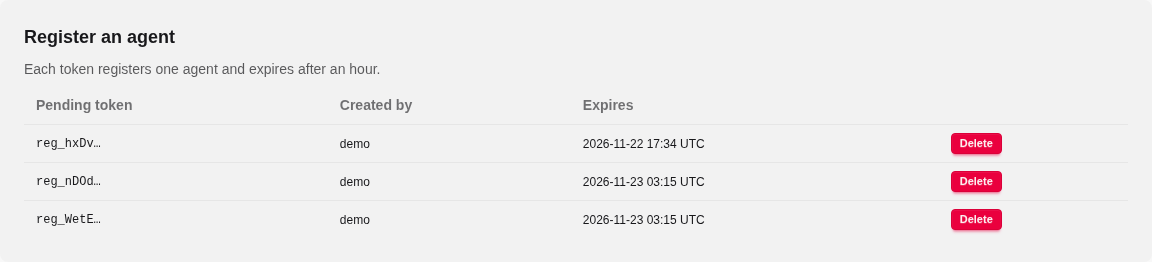 Register an agent
Each token registers one agent and expires after an hour.
Pending token Created by Expires
reg_hxDv… demo 2026-11-22 17:34 UTC Delete
reg_nDOd… demo 2026-11-23 03:15 UTC Delete
reg_WetE… demo 2026-11-23 03:15 UTC Delete